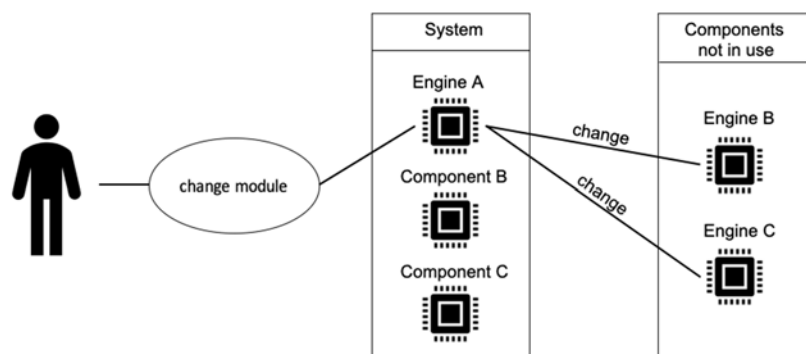 System
Components
not in use
Engine A
change
Engine B
change module
Component B
change
Engine C
Component C